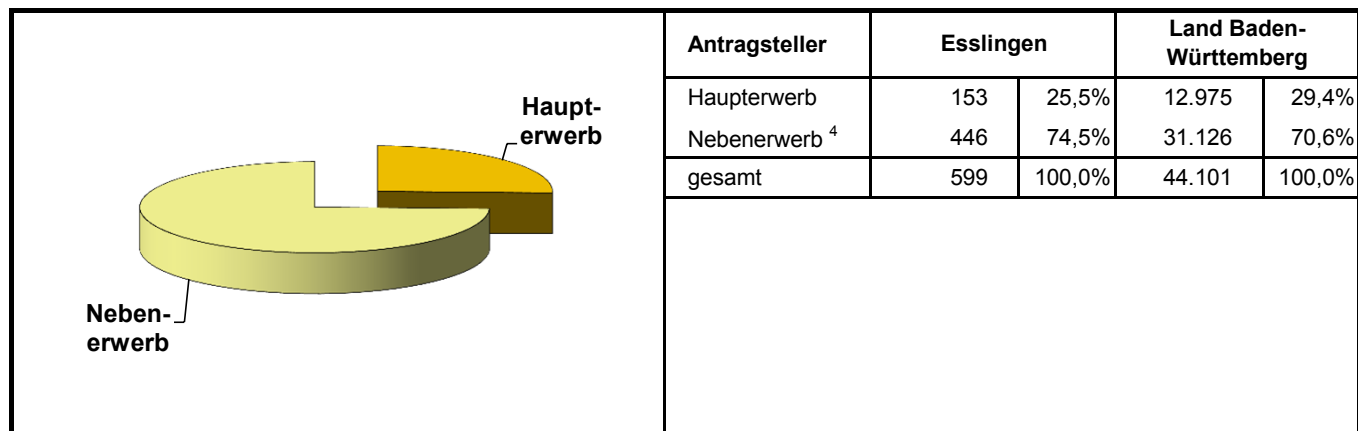 Haupt-
erwerb
Neben-
erwerb
Antragsteller Esslingen Land Baden-
Württemberg
Haupterwerb 153 25,5% 12.975 29,4%
Nebenerwerb 4 446 74,5% 31.126 70,6%
gesamt 599 100,0% 44.101 100,0%